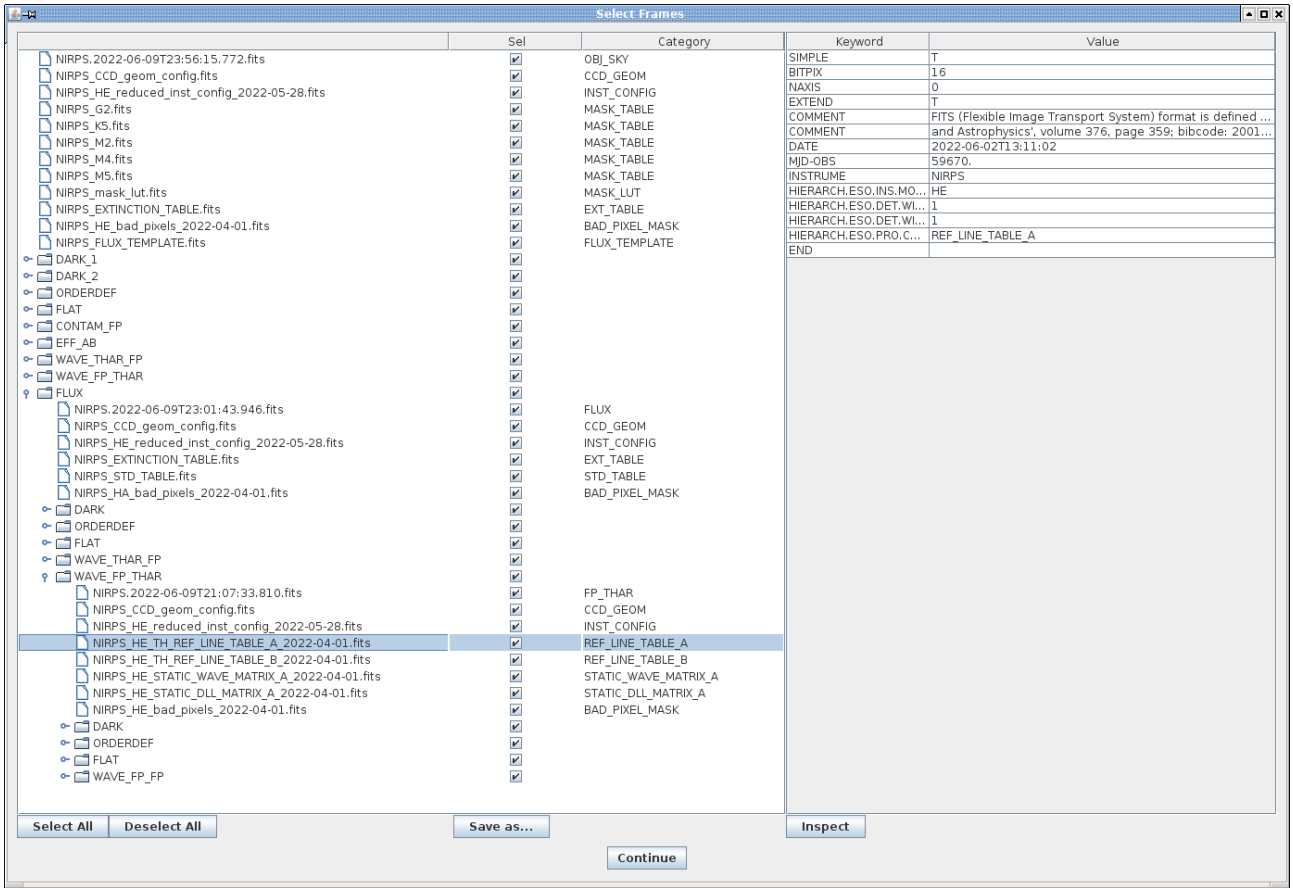 Select Frames
Sel Category Keyword Value
NIRPS.2022-06-09T23:56:15.772.fits OBJ_SKY
NIRPS_CCD_geom_config.fits CCD_GEOM
NIRPS_HE_reduced_inst_config_2022-05-28.fits INST_CONFIG
NIRPS_G2.fits MASK_TABLE
NIRPS_K5.fits MASK_TABLE
NIRPS_M2.fits MASK_TABLE
NIRPS_M4.fits MASK_TABLE
NIRPS_M5.fits MASK_TABLE
NIRPS_mask_lut.fits MASK_LUT
NIRPS_EXTINCTION_TABLE.fits EXT_TABLE
NIRPS_HE_bad_pixels_2022-04-01.fits BAD_PIXEL_MASK
NIRPS_FLUX_TEMPLATE.fits FLUX_TEMPLATE
DARK_1
DARK_2
ORDERDEF
FLAT
CONTAM_FP
EFF_AB
WAVE_THAR_FP
WAVE_FP_THAR
FLUX
NIRPS.2022-06-09T23:01:43.946.fits FLUX
NIRPS_CCD_geom_config.fits CCD_GEOM
NIRPS_HE_reduced_inst_config_2022-05-28.fits INST_CONFIG
NIRPS_EXTINCTION_TABLE.fits EXT_TABLE
NIRPS_STD_TABLE.fits STD_TABLE
NIRPS_HA_bad_pixels_2022-04-01.fits BAD_PIXEL_MASK
DARK
ORDERDEF
FLAT
WAVE_THAR_FP
WAVE_FP_THAR
NIRPS.2022-06-09T21:07:33.810.fits FP_THAR
NIRPS_CCD_geom_config.fits CCD_GEOM
NIRPS_HE_reduced_inst_config_2022-05-28.fits INST_CONFIG
NIRPS_HE_TH_REF_LINE_TABLE_A_2022-04-01.fits REF_LINE_TABLE_A
NIRPS_HE_TH_REF_LINE_TABLE_B_2022-04-01.fits REF_LINE_TABLE_B
NIRPS_HE_STATIC_WAVE_MATRIX_A_2022-04-01.fits STATIC_WAVE_MATRIX_A
NIRPS_HE_STATIC_DLL_MATRIX_A_2022-04-01.fits STATIC_DLL_MATRIX_A
NIRPS_HE_bad_pixels_2022-04-01.fits BAD_PIXEL_MASK
DARK
ORDERDEF
FLAT
WAVE_FP_FP
SIMPLE T
BITPIX 16
NAXIS 0
EXTEND T
COMMENT FITS (Flexible Image Transport System) format is defined ...
COMMENT and Astrophysics', volume 376, page 359; bibcode: 2001...
DATE 2022-06-02T13:11:02
MJD-OBS 59670.
INSTRUME NIRPS
HIERARCH.ESO.INS.MO... HE
HIERARCH.ESO.DET.WI... 1
HIERARCH.ESO.DET.WI... 1
HIERARCH.ESO.PRO.C... REF_LINE_TABLE_A
END
Select All Deselect All Save as... Inspect
Continue